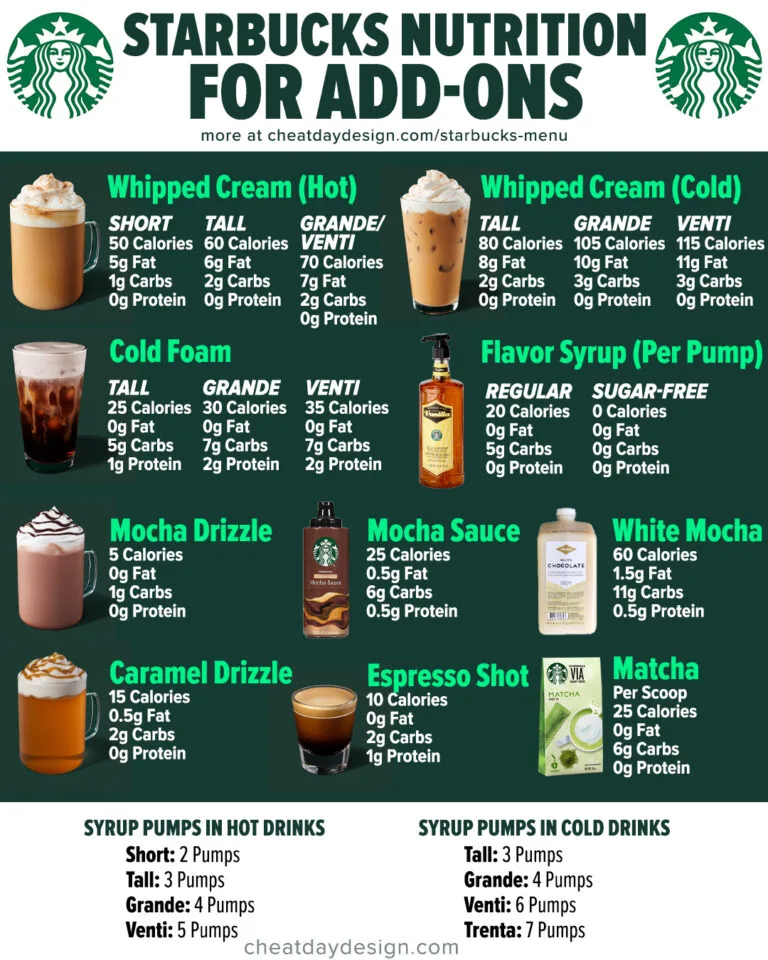 STARBUCKS NUTRITION
FOR ADD-ONS
more at cheatdaydesign.com/starbucks-menu
Whipped Cream (Hot)
SHORT
50 Calories
5g Fat
1g Carbs
0g Protein
TALL
60 Calories
6g Fat
2g Carbs
0g Protein
GRANDE/
VENTI
70 Calories
7g Fat
2g Carbs
0g Protein
Whipped Cream (Cold)
TALL
80 Calories
8g Fat
2g Carbs
0g Protein
GRANDE
105 Calories
10g Fat
3g Carbs
0g Protein
VENTI
115 Calories
11g Fat
3g Carbs
0g Protein
Cold Foam
TALL
25 Calories
0g Fat
5g Carbs
1g Protein
GRANDE
30 Calories
0g Fat
7g Carbs
2g Protein
VENTI
35 Calories
0g Fat
7g Carbs
2g Protein
Vanilla
Flavor Syrup (Per Pump)
REGULAR
20 Calories
0g Fat
5g Carbs
0g Protein
SUGAR-FREE
0 Calories
0g Fat
0g Carbs
0g Protein
Mocha Drizzle
5 Calories
0g Fat
1g Carbs
0g Protein
Mocha Sauce
Mocha Sauce
25 Calories
0.5g Fat
6g Carbs
0.5g Protein
WHITE
CHOCOLATE
White Mocha
60 Calories
1.5g Fat
11g Carbs
0.5g Protein
Caramel Drizzle
15 Calories
0.5g Fat
2g Carbs
0g Protein
Espresso Shot
10 Calories
0g Fat
2g Carbs
1g Protein
STARBUCKS
VIA
MATCHA
Matcha
Per Scoop
25 Calories
0g Fat
6g Carbs
0g Protein
SYRUP PUMPS IN HOT DRINKS
Short: 2 Pumps
Tall: 3 Pumps
Grande: 4 Pumps
Venti: 5 Pumps
SYRUP PUMPS IN COLD DRINKS
Tall: 3 Pumps
Grande: 4 Pumps
Venti: 6 Pumps
Trenta: 7 Pumps
cheatdaydesign.com